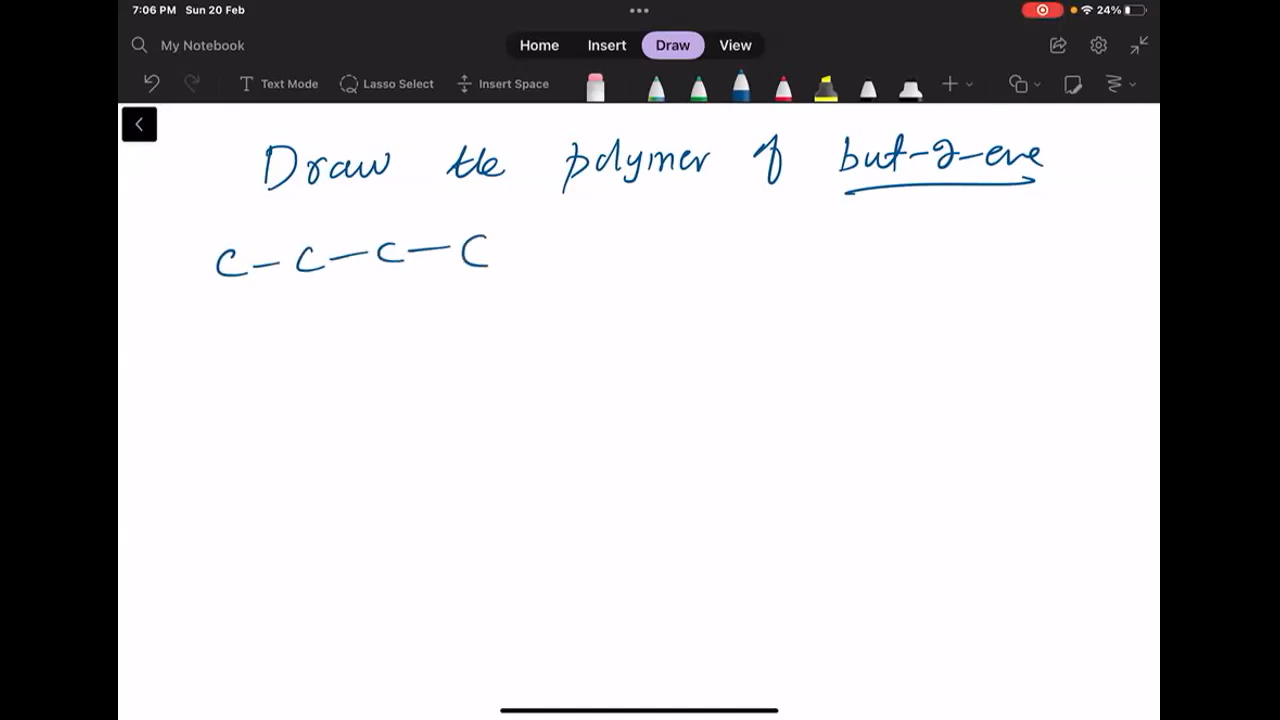 7:06 PM Sun 20 Feb 24%
My Notebook Home Insert Draw View
Text Mode Lasso Select Insert Space
Draw the polymer of but-2-ene
C-C-C-C